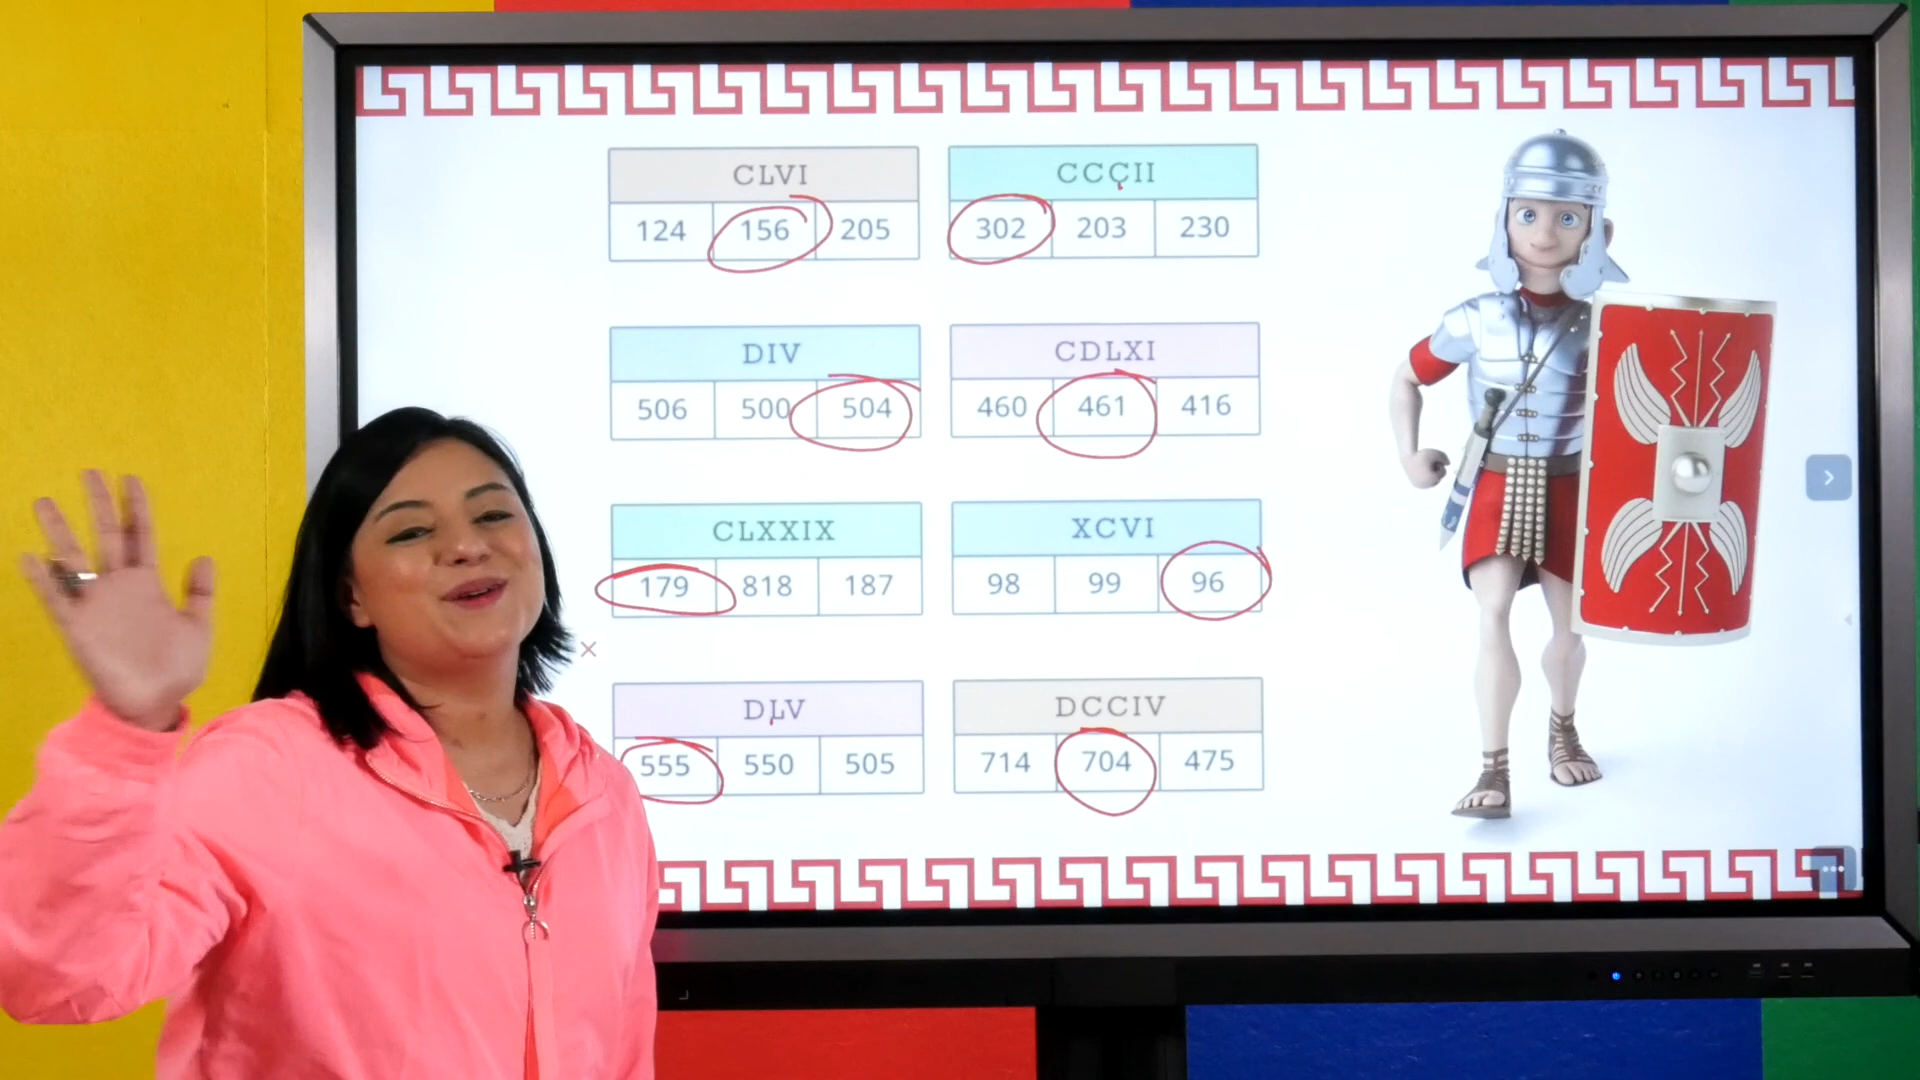 CLVI
124 156 205
CCCII
302 203 230
DIV
506 500 504
CDLXI
460 461 416
CLXXIX
179 818 187
XCVI
98 99 96
DLV
555 550 505
DCCIV
714 704 475